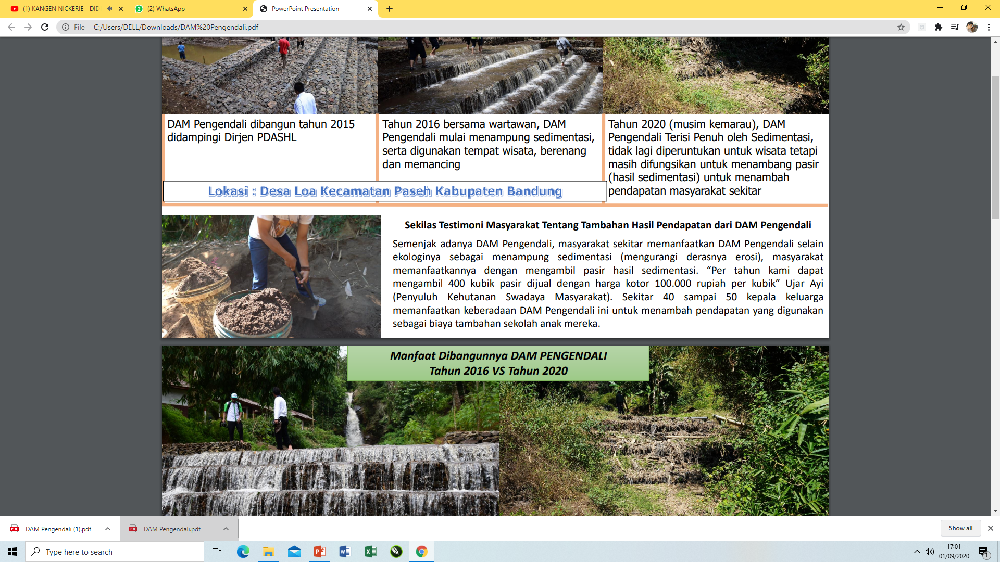 (1) KANGEN NICKERIE - DIDI
(2) WhatsApp
PowerPoint Presentation
File
C:/Users/DELL/Downloads/DAM%20Pengendali.pdf
DAM Pengendali dibangun tahun 2015
didampingi Dirjen PDASHL
Tahun 2016 bersama wartawan, DAM
Pengendali mulai menampung sedimentasi,
serta digunakan tempat wisata, berenang
dan memancing
Tahun 2020 (musim kemarau), DAM
Pengendali Terisi Penuh oleh Sedimentasi,
tidak lagi diperuntukan untuk wisata tetapi
masih difungsikan untuk menambang pasir
(hasil sedimentasi) untuk menambah
pendapatan masyarakat sekitar
Lokasi : Desa Loa Kecamatan Paseh Kabupaten Bandung
Sekilas Testimoni Masyarakat Tentang Tambahan Hasil Pendapatan dari DAM Pengendali
Semenjak adanya DAM Pengendali, masyarakat sekitar memanfaatkan DAM Pengendali selain
ekologinya sebagai menampung sedimentasi (mengurangi derasnya erosi), masyarakat
memanfaatkannya dengan mengambil pasir hasil sedimentasi. “Per tahun kami dapat
mengambil 400 kubik pasir dijual dengan harga kotor 100.000 rupiah per kubik” Ujar Ayi
(Penyuluh Kehutanan Swadaya Masyarakat). Sekitar 40 sampai 50 kepala keluarga
memanfaatkan keberadaan DAM Pengendali ini untuk menambah pendapatan yang digunakan
sebagai biaya tambahan sekolah anak mereka.
Manfaat Dibangunnya DAM PENGENDALI
Tahun 2016 VS Tahun 2020
DAM Pengendali (1).pdf
DAM Pengendali.pdf
Show all
Type here to search
17:01
01/09/2020
1